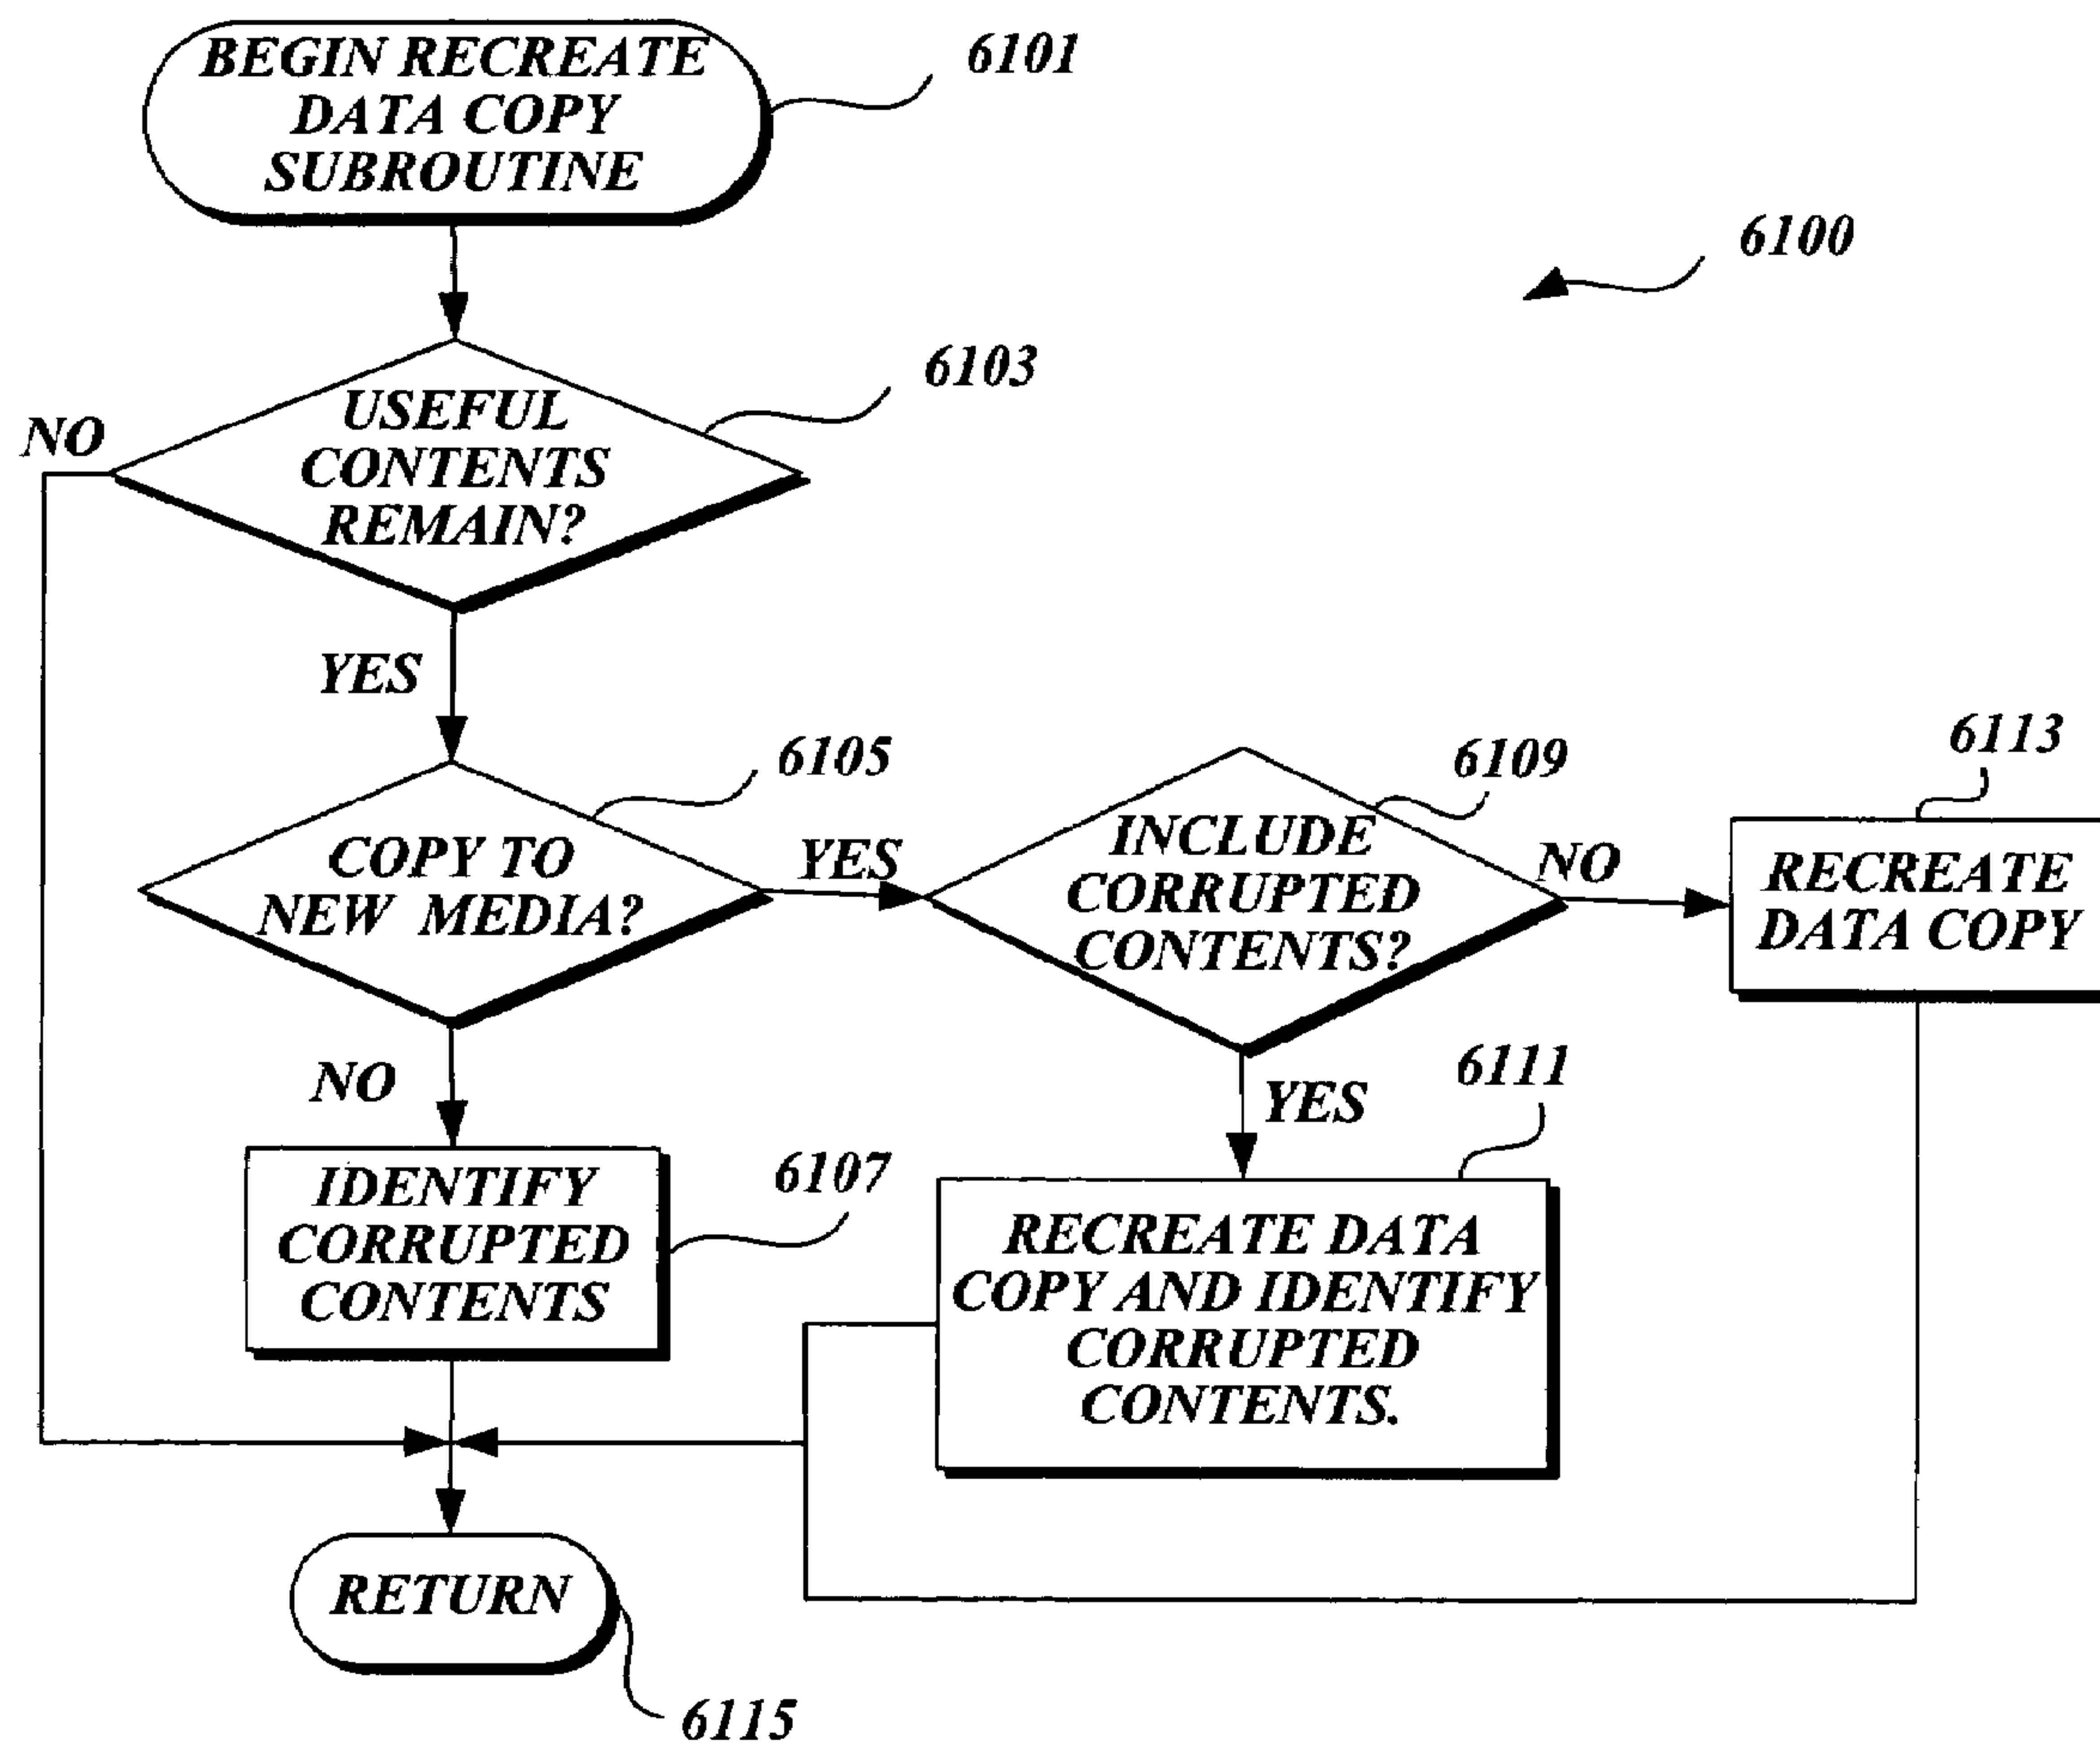 BEGIN RECREATE
DATA COPY
SUBROUTINE
6101
6100
USEFUL
CONTENTS
REMAIN?
6103
NO
YES
COPY TO
NEW MEDIA?
6105
YES
INCLUDE
CORRUPTED
CONTENTS?
6109
NO
RECREATE
DATA COPY
6113
NO
YES
IDENTIFY
CORRUPTED
CONTENTS
6107
RECREATE DATA
COPY AND IDENTIFY
CORRUPTED
CONTENTS.
6111
RETURN
6115